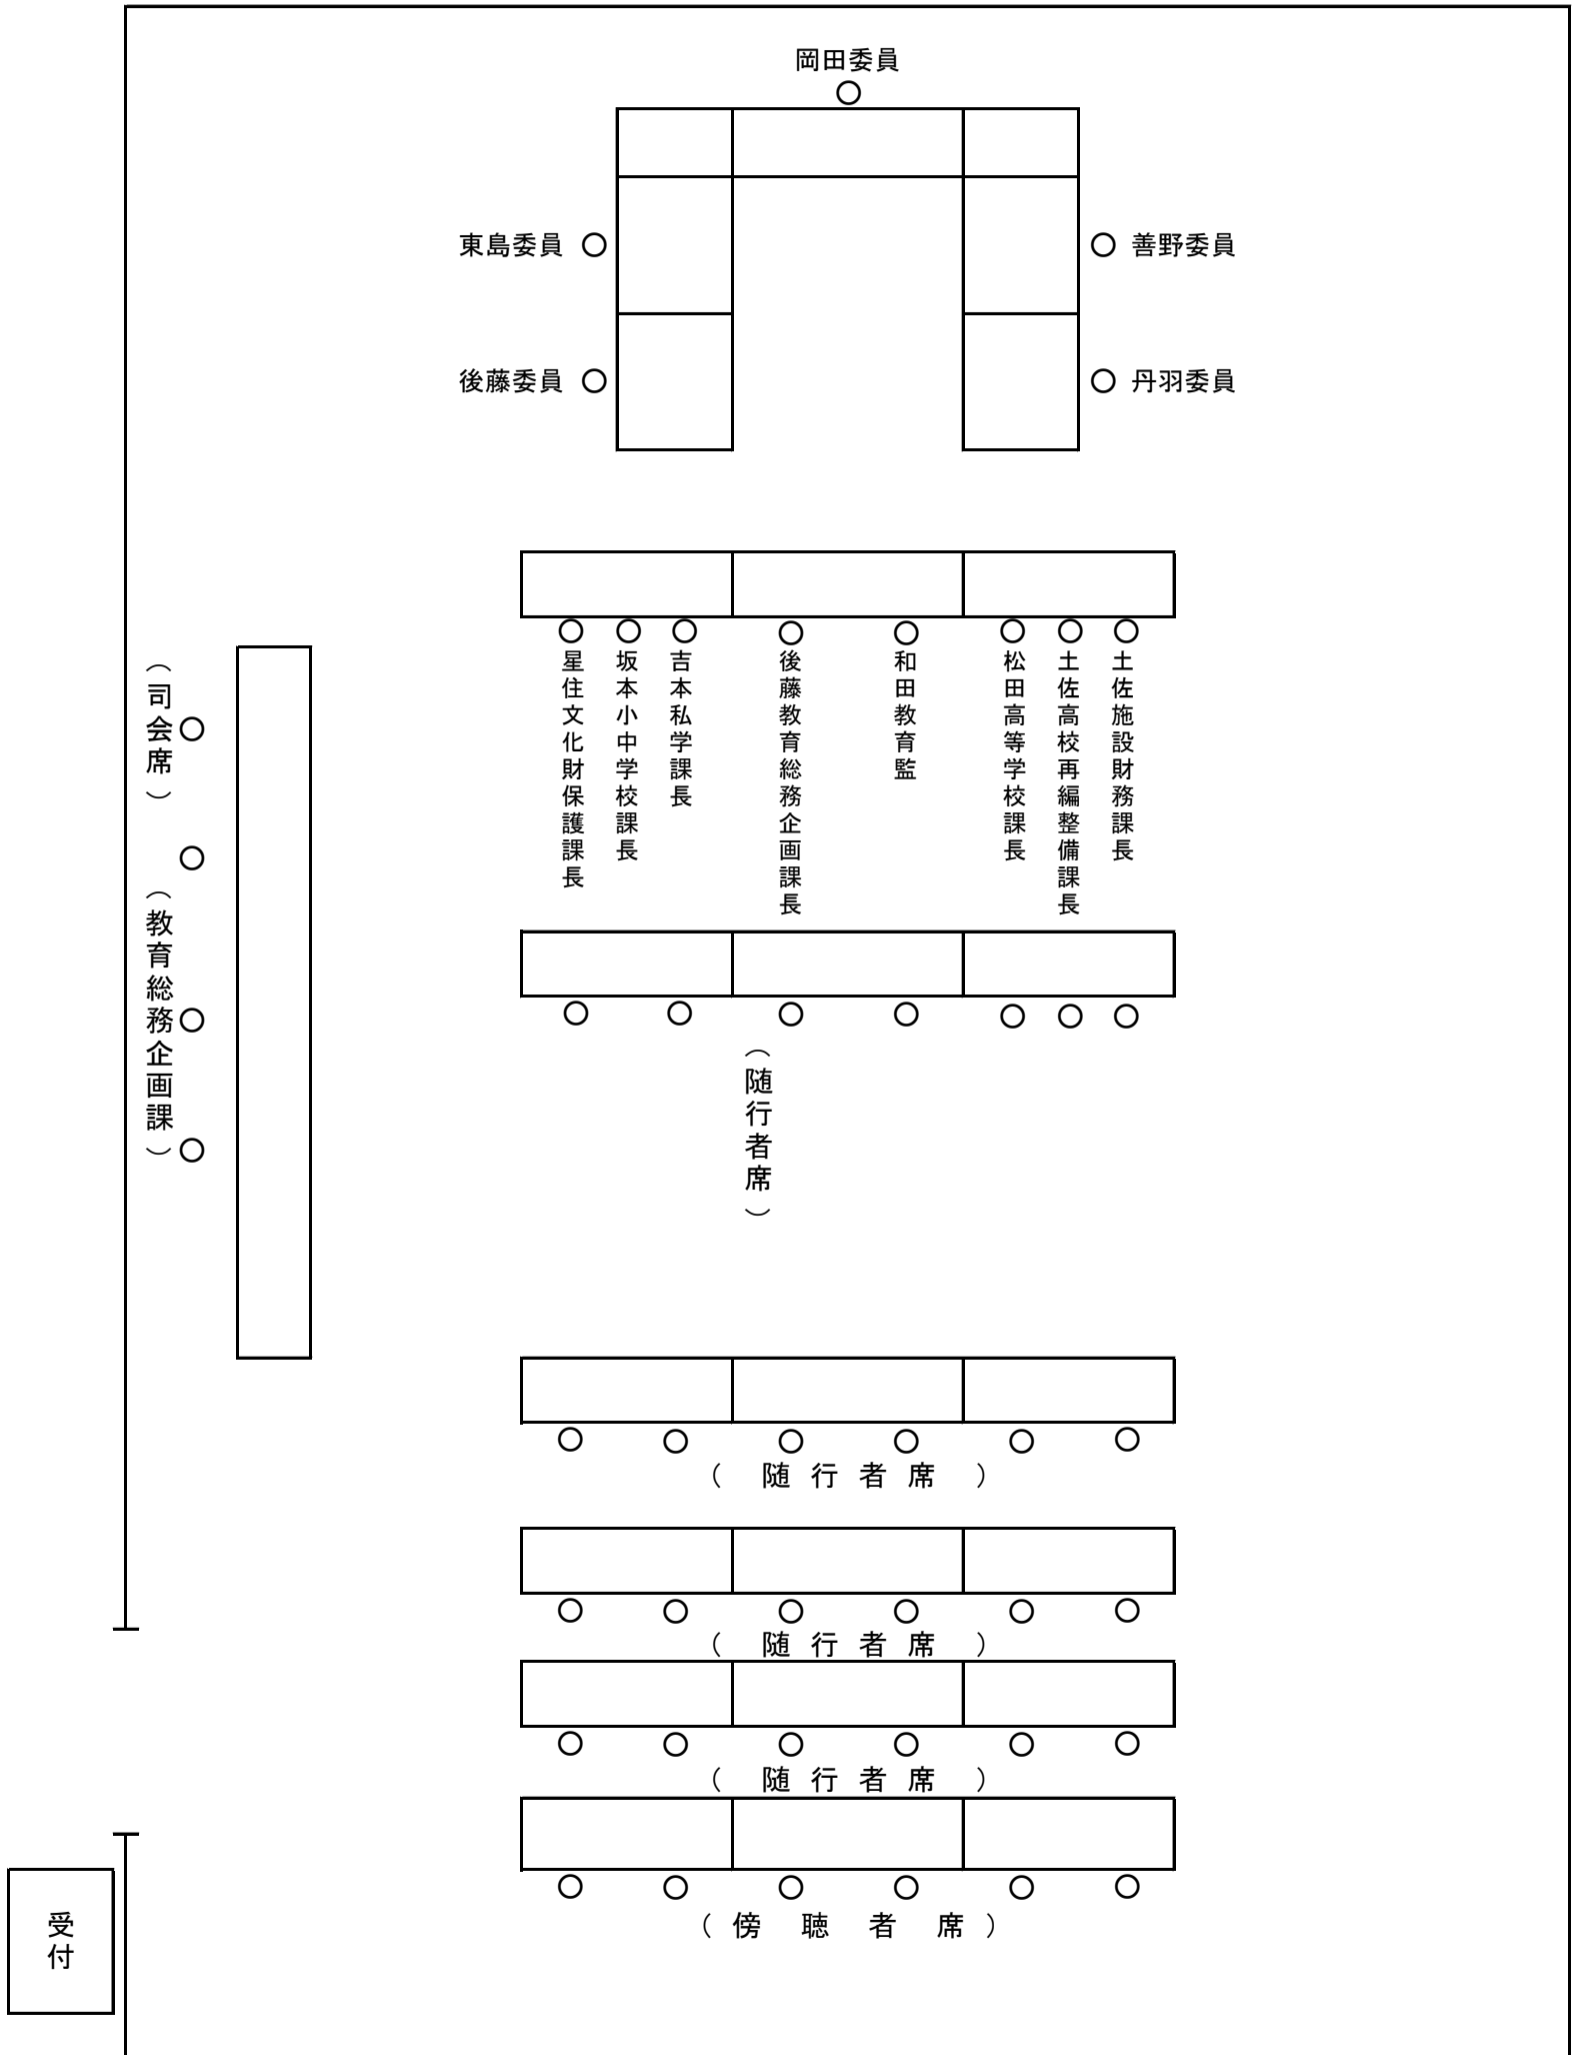 岡田委員
東島委員
善野委員
後藤委員
丹羽委員
星住文化財保護課長
坂本小中学校課長
吉本私学課長
後藤教育総務企画課長
和田教育監
松田高等学校課長
土佐高校再編整備課長
土佐施設財務課長
（司会席）
（教育総務企画課）
（随行者席）
（随行者席）
（随行者席）
（随行者席）
（傍聴者席）
受付